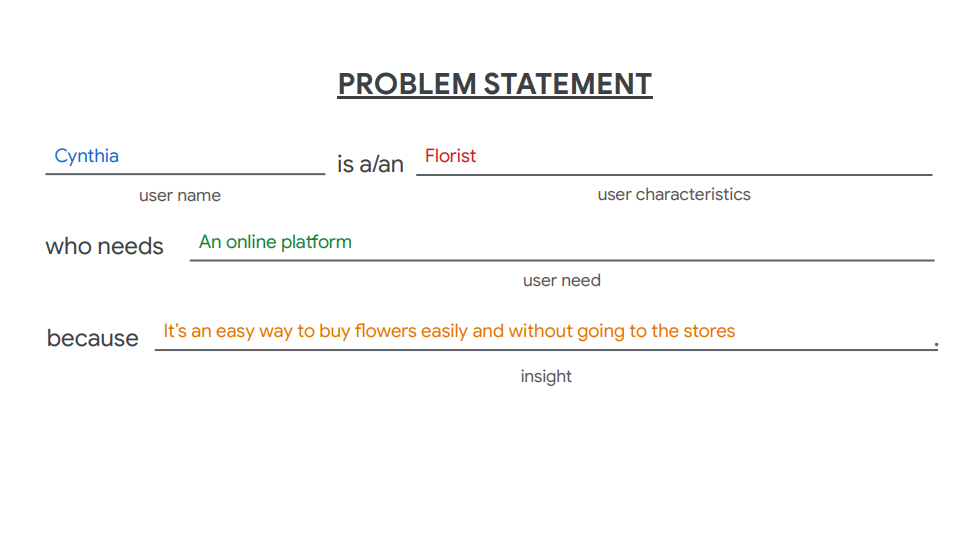 PROBLEM STATEMENT
Cynthia is a/an Florist
user name user characteristics
who needs An online platform
user need
because It's an easy way to buy flowers easily and without going to the stores .
insight